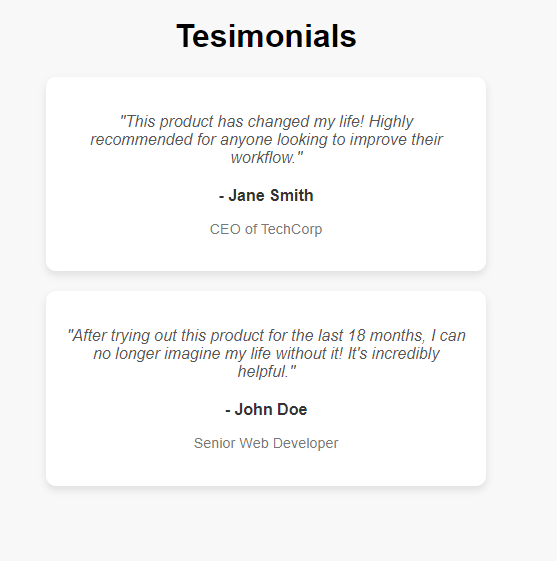 Tesimonials
"This product has changed my life! Highly
recommended for anyone looking to improve their
workflow."
- Jane Smith
CEO of TechCorp
"After trying out this product for the last 18 months, I can
no longer imagine my life without it! It's incredibly
helpful."
- John Doe
Senior Web Developer